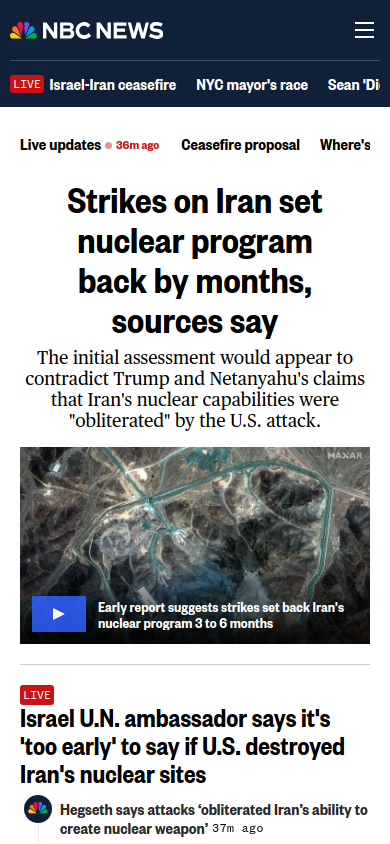 NBC NEWS
LIVE Israel-Iran ceasefire NYC mayor's race Sean 'Di
Live updates 36m ago Ceasefire proposal Where's
Strikes on Iran set
nuclear program
back by months,
sources say
The initial assessment would appear to
contradict Trump and Netanyahu's claims
that Iran's nuclear capabilities were
"obliterated" by the U.S. attack.
MAXAR
Early report suggests strikes set back Iran's
nuclear program 3 to 6 months
LIVE
Israel U.N. ambassador says it's
'too early' to say if U.S. destroyed
Iran's nuclear sites
Hegseth says attacks ‘obliterated Iran’s ability to
create nuclear weapon’ 37m ago